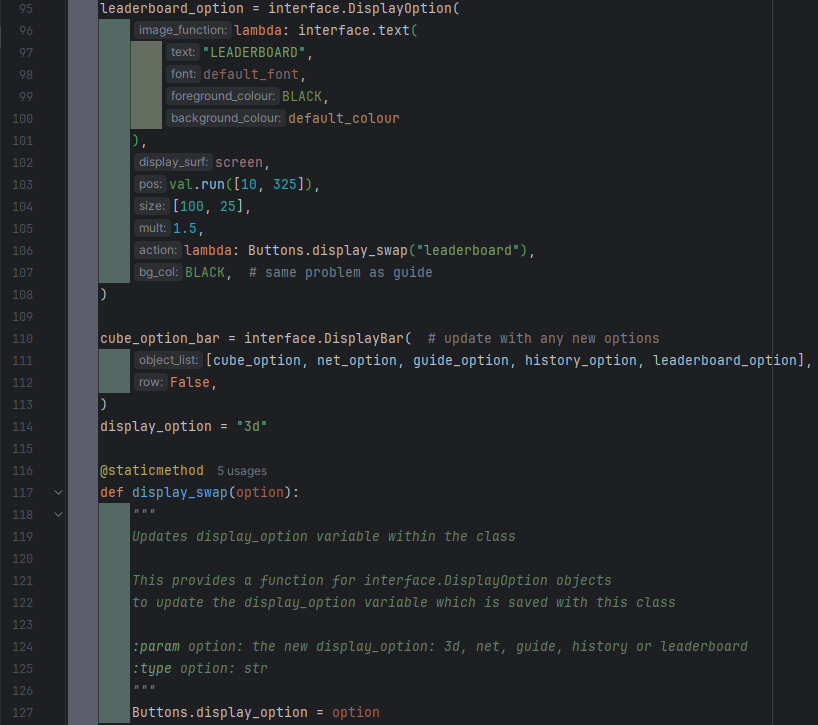 95 leaderboard_option = interface.DisplayOption(
96 image_function: lambda: interface.text(
97 text: "LEADERBOARD",
98 font: default_font,
99 foreground_colour: BLACK,
100 background_colour: default_colour
101 ),
102 display_surf: screen,
103 pos: val.run([10, 325]),
104 size: [100, 25],
105 mult: 1.5,
106 action: lambda: Buttons.display_swap("leaderboard"),
107 bg_col: BLACK,  # same problem as guide
108 )
109
110 cube_option_bar = interface.DisplayBar(  # update with any new options
111 object_list: [cube_option, net_option, guide_option, history_option, leaderboard_option],
112 row: False,
113 )
114 display_option = "3d"
115
116 @staticmethod 5 usages
117 def display_swap(option):
118 """
119 Updates display_option variable within the class
120
121 This provides a function for interface.DisplayOption objects
122 to update the display_option variable which is saved with this class
123
124 :param option: the new display_option: 3d, net, guide, history or leaderboard
125 :type option: str
126 """
127 Buttons.display_option = option